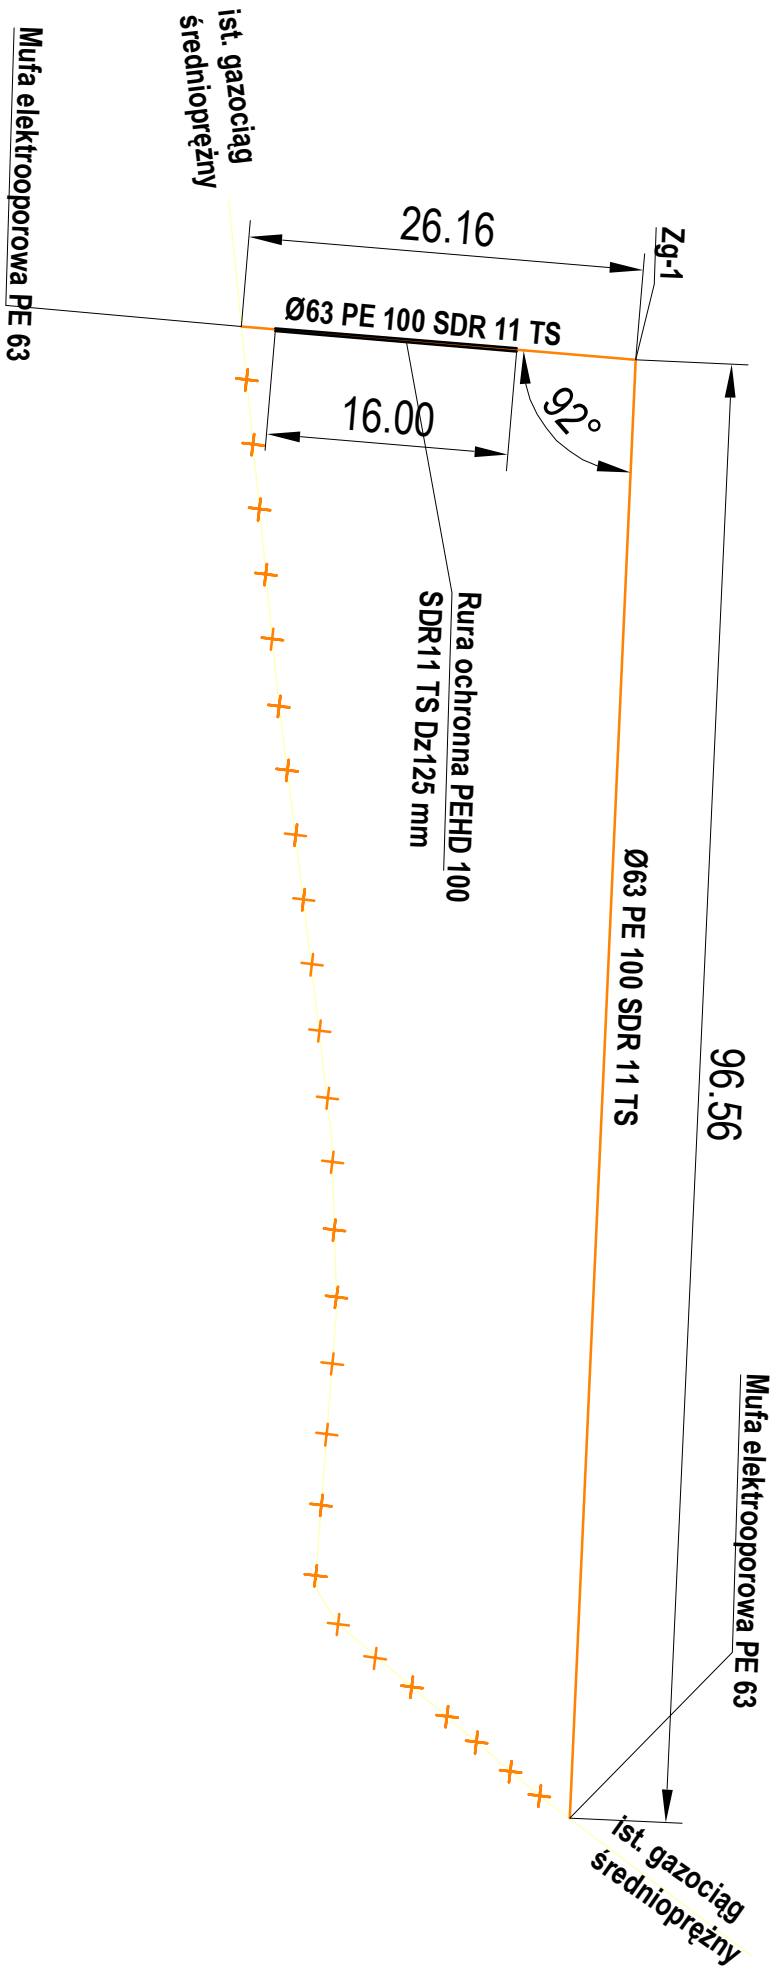 ist. gazociąg
średnioprężny
Mufa elektrooporowa PE 63
26.16
Zg-1
Ø63 PE 100 SDR 11 TS
16.00
92°
Rura ochronna PEHD 100
SDR11 TS Dz125 mm
Ø63 PE 100 SDR 11 TS
96.56
Mufa elektrooporowa PE 63
ist. gazociąg
średnioprężny